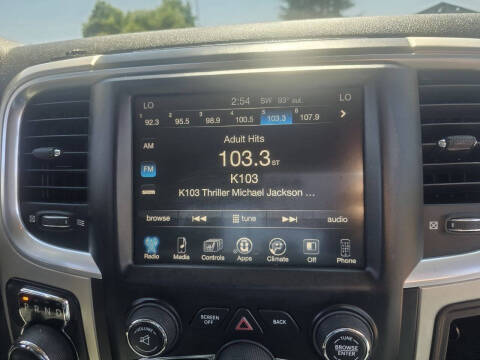 LO 2:54 SW 93° out. LO
1 92.3 2 95.5 3 98.9 4 100.5 5 103.3 6 107.9
Adult Hits
AM
103.3 ST
FM
K103
K103 Thriller Michael Jackson ...
browse tune audio
Radio Media Controls Apps Climate Off Phone
SCREEN OFF BACK
VOLUME TUNE
BROWSE ENTER
P R N D